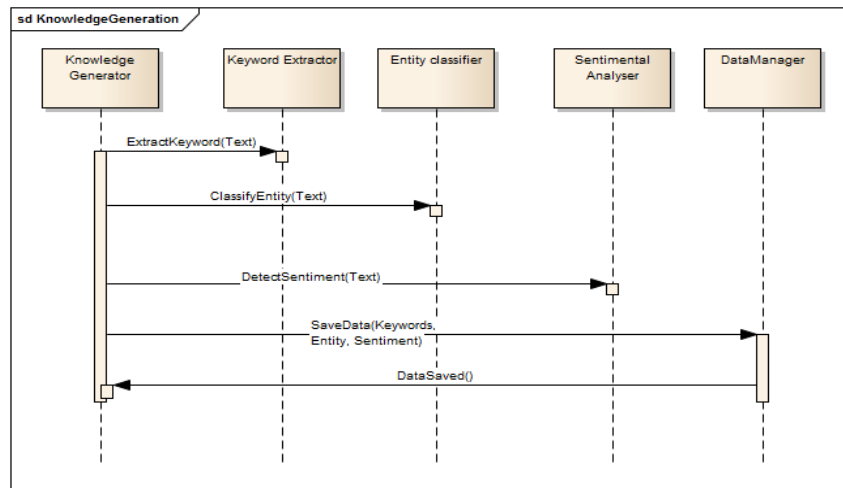 sd KnowledgeGeneration
Knowledge
Generator
Keyword Extractor
Entity classifier
Sentimental
Analyser
DataManager
ExtractKeyword(Text)
ClassifyEntity(Text)
DetectSentiment(Text)
SaveData(Keywords,
Entity, Sentiment)
DataSaved()